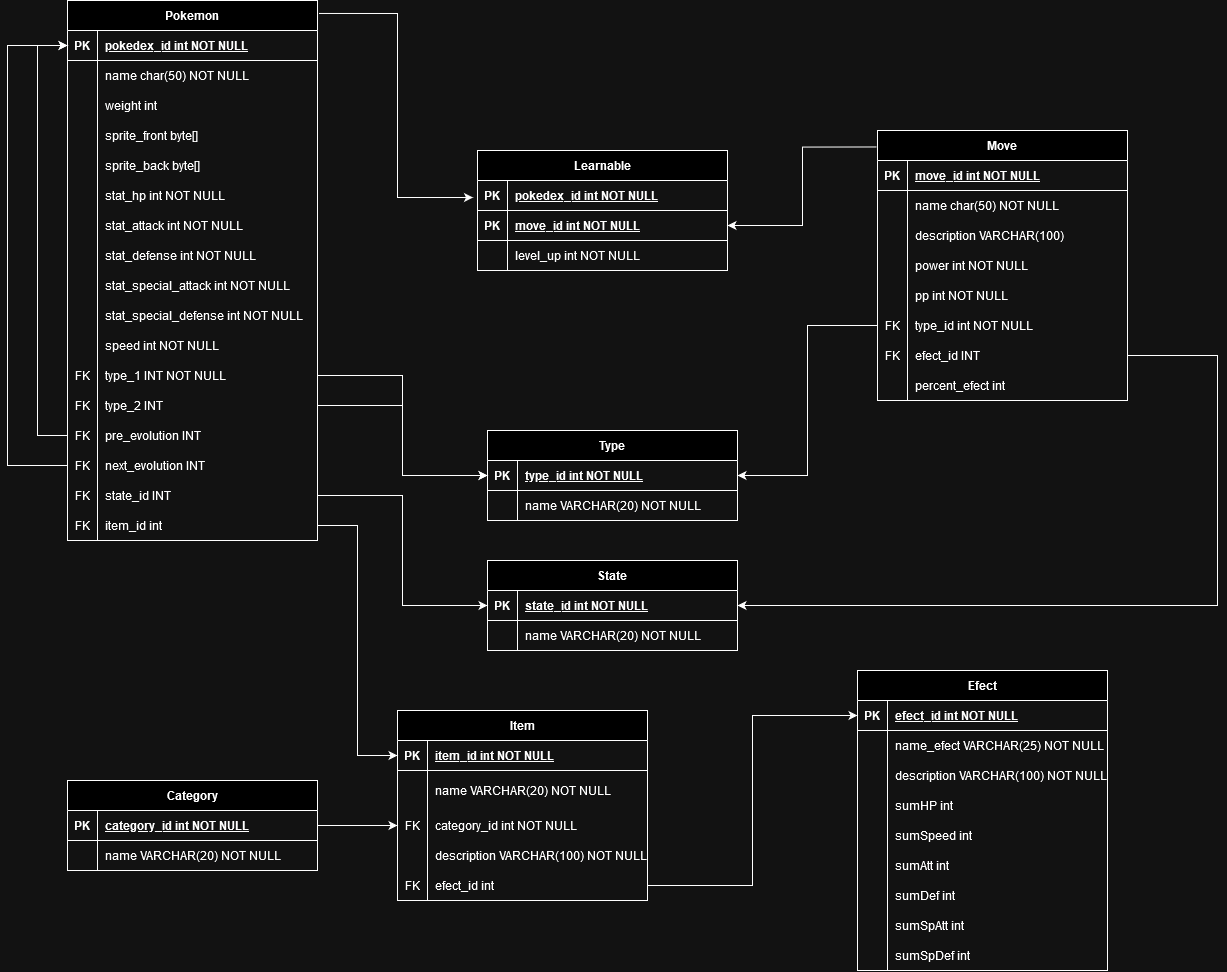 Pokemon
PK pokedex_id int NOT NULL
name char(50) NOT NULL
weight int
sprite_front byte[]
sprite_back byte[]
stat_hp int NOT NULL
stat_attack int NOT NULL
stat_defense int NOT NULL
stat_special_attack int NOT NULL
stat_special_defense int NOT NULL
speed int NOT NULL
FK type_1 INT NOT NULL
FK type_2 INT
FK pre_evolution INT
FK next_evolution INT
FK state_id INT
FK item_id int
Learnable
PK pokedex_id int NOT NULL
PK move_id int NOT NULL
level_up int NOT NULL
Move
PK move_id int NOT NULL
name char(50) NOT NULL
description VARCHAR(100)
power int NOT NULL
pp int NOT NULL
FK type_id int NOT NULL
FK efect_id INT
percent_efect int
Type
PK type_id int NOT NULL
name VARCHAR(20) NOT NULL
State
PK state_id int NOT NULL
name VARCHAR(20) NOT NULL
Item
PK item_id int NOT NULL
name VARCHAR(20) NOT NULL
FK category_id int NOT NULL
description VARCHAR(100) NOT NULL
FK efect_id int
Category
PK category_id int NOT NULL
name VARCHAR(20) NOT NULL
Efect
PK efect_id int NOT NULL
name_efect VARCHAR(25) NOT NULL
description VARCHAR(100) NOT NULL
sumHP int
sumSpeed int
sumAtt int
sumDef int
sumSpAtt int
sumSpDef int